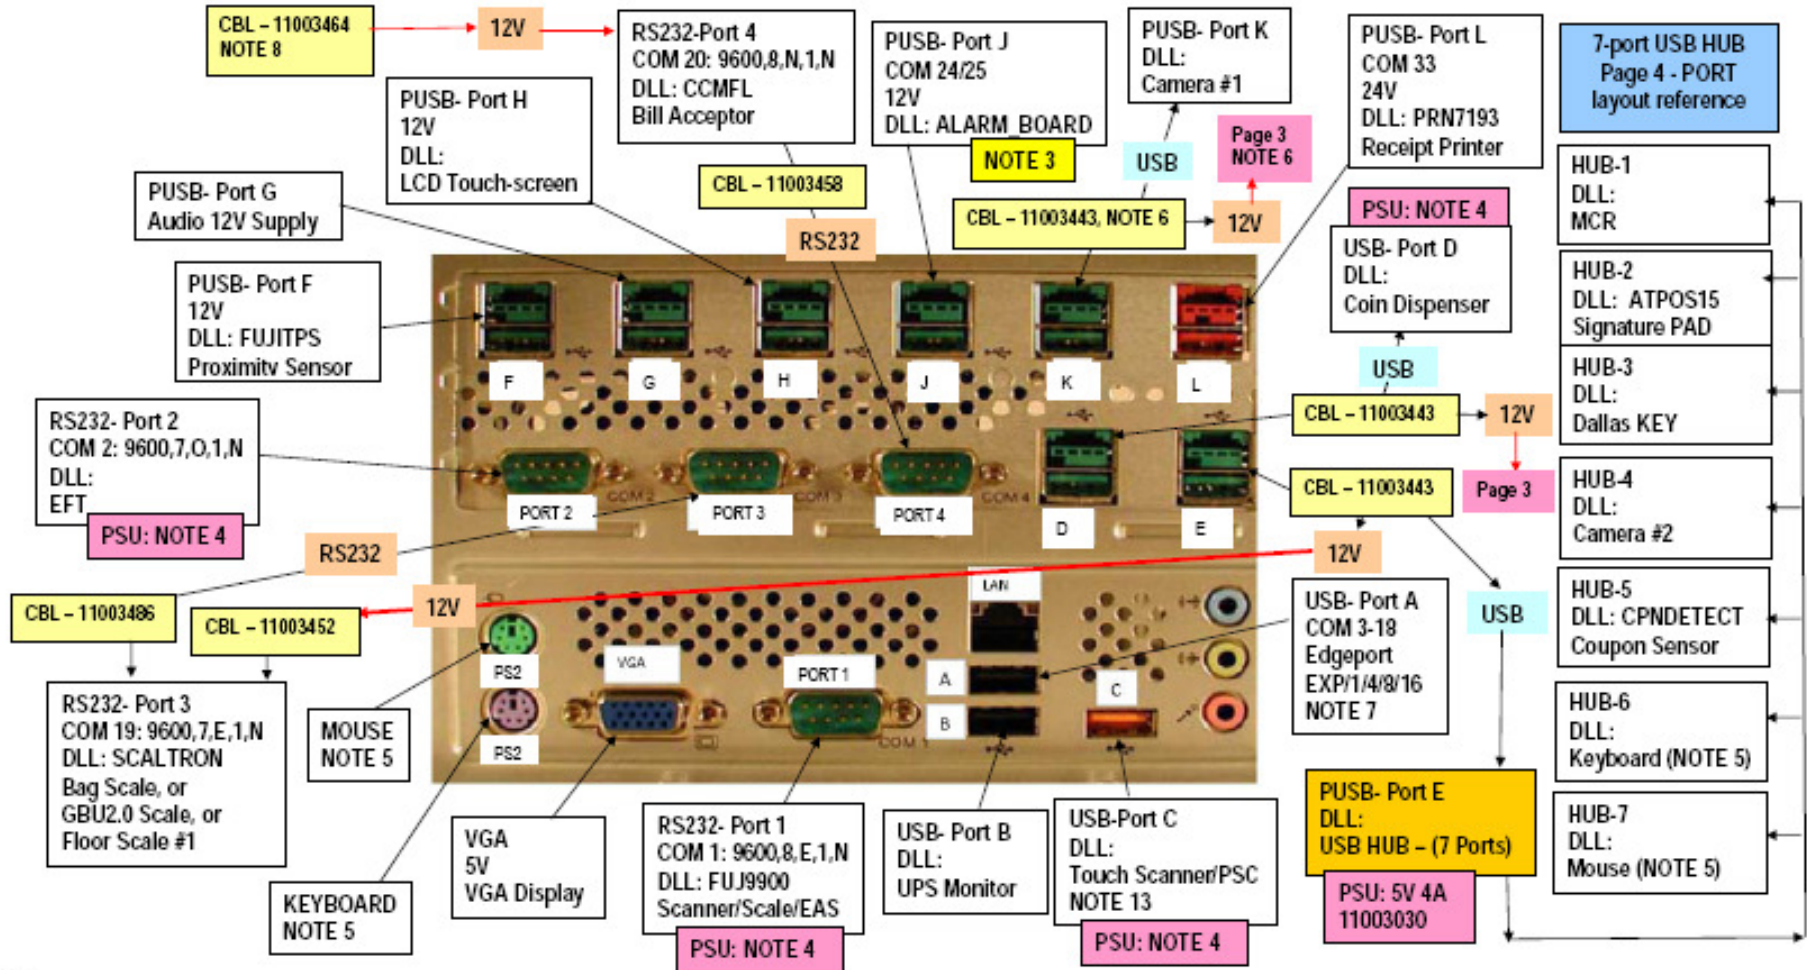 CBL – 11003464
NOTE 8
12V
RS232-Port 4
COM 20: 9600,8,N,1,N
DLL: CCMFL
Bill Acceptor
PUSB- Port J
COM 24/25
12V
DLL: ALARM_BOARD
NOTE 3
PUSB- Port K
DLL:
Camera #1
PUSB- Port L
COM 33
24V
DLL: PRN7193
Receipt Printer
7-port USB HUB
Page 4 - PORT
layout reference
PUSB- Port H
12V
DLL:
LCD Touch-screen
CBL – 11003458
RS232
USB
Page 3
NOTE 6
CBL – 11003443, NOTE 6
12V
PUSB- Port G
Audio 12V Supply
PUSB- Port F
12V
DLL: FUJITPS
Proximity Sensor
PSU: NOTE 4
USB- Port D
DLL:
Coin Dispenser
USB
CBL – 11003443
12V
Page 3
HUB-1
DLL:
MCR
HUB-2
DLL: ATPOS15
Signature PAD
HUB-3
DLL:
Dallas KEY
HUB-4
DLL:
Camera #2
HUB-5
DLL: CPNDETECT
Coupon Sensor
HUB-6
DLL:
Keyboard (NOTE 5)
HUB-7
DLL:
Mouse (NOTE 5)
F
G
H
J
K
L
RS232- Port 2
COM 2: 9600,7,O,1,N
DLL:
EFT
PSU: NOTE 4
COM 2
COM 3
COM 4
PORT 2
PORT 3
PORT 4
D
E
CBL – 11003443
12V
USB
RS232
12V
CBL – 11003486
CBL – 11003452
RS232- Port 3
COM 19: 9600,7,E,1,N
DLL: SCALTRON
Bag Scale, or
GBU2.0 Scale, or
Floor Scale #1
MOUSE
NOTE 5
KEYBOARD
NOTE 5
PS2
PS2
VGA
PORT 1
COM 1
LAN
A
B
C
USB- Port A
COM 3-18
Edgeport
EXP/1/4/8/16
NOTE 7
VGA
5V
VGA Display
RS232- Port 1
COM 1: 9600,8,E,1,N
DLL: FUJ9900
Scanner/Scale/EAS
PSU: NOTE 4
USB- Port B
DLL:
UPS Monitor
USB-Port C
DLL:
Touch Scanner/PSC
NOTE 13
PSU: NOTE 4
PUSB- Port E
DLL:
USB HUB – (7 Ports)
PSU: 5V 4A
11003030